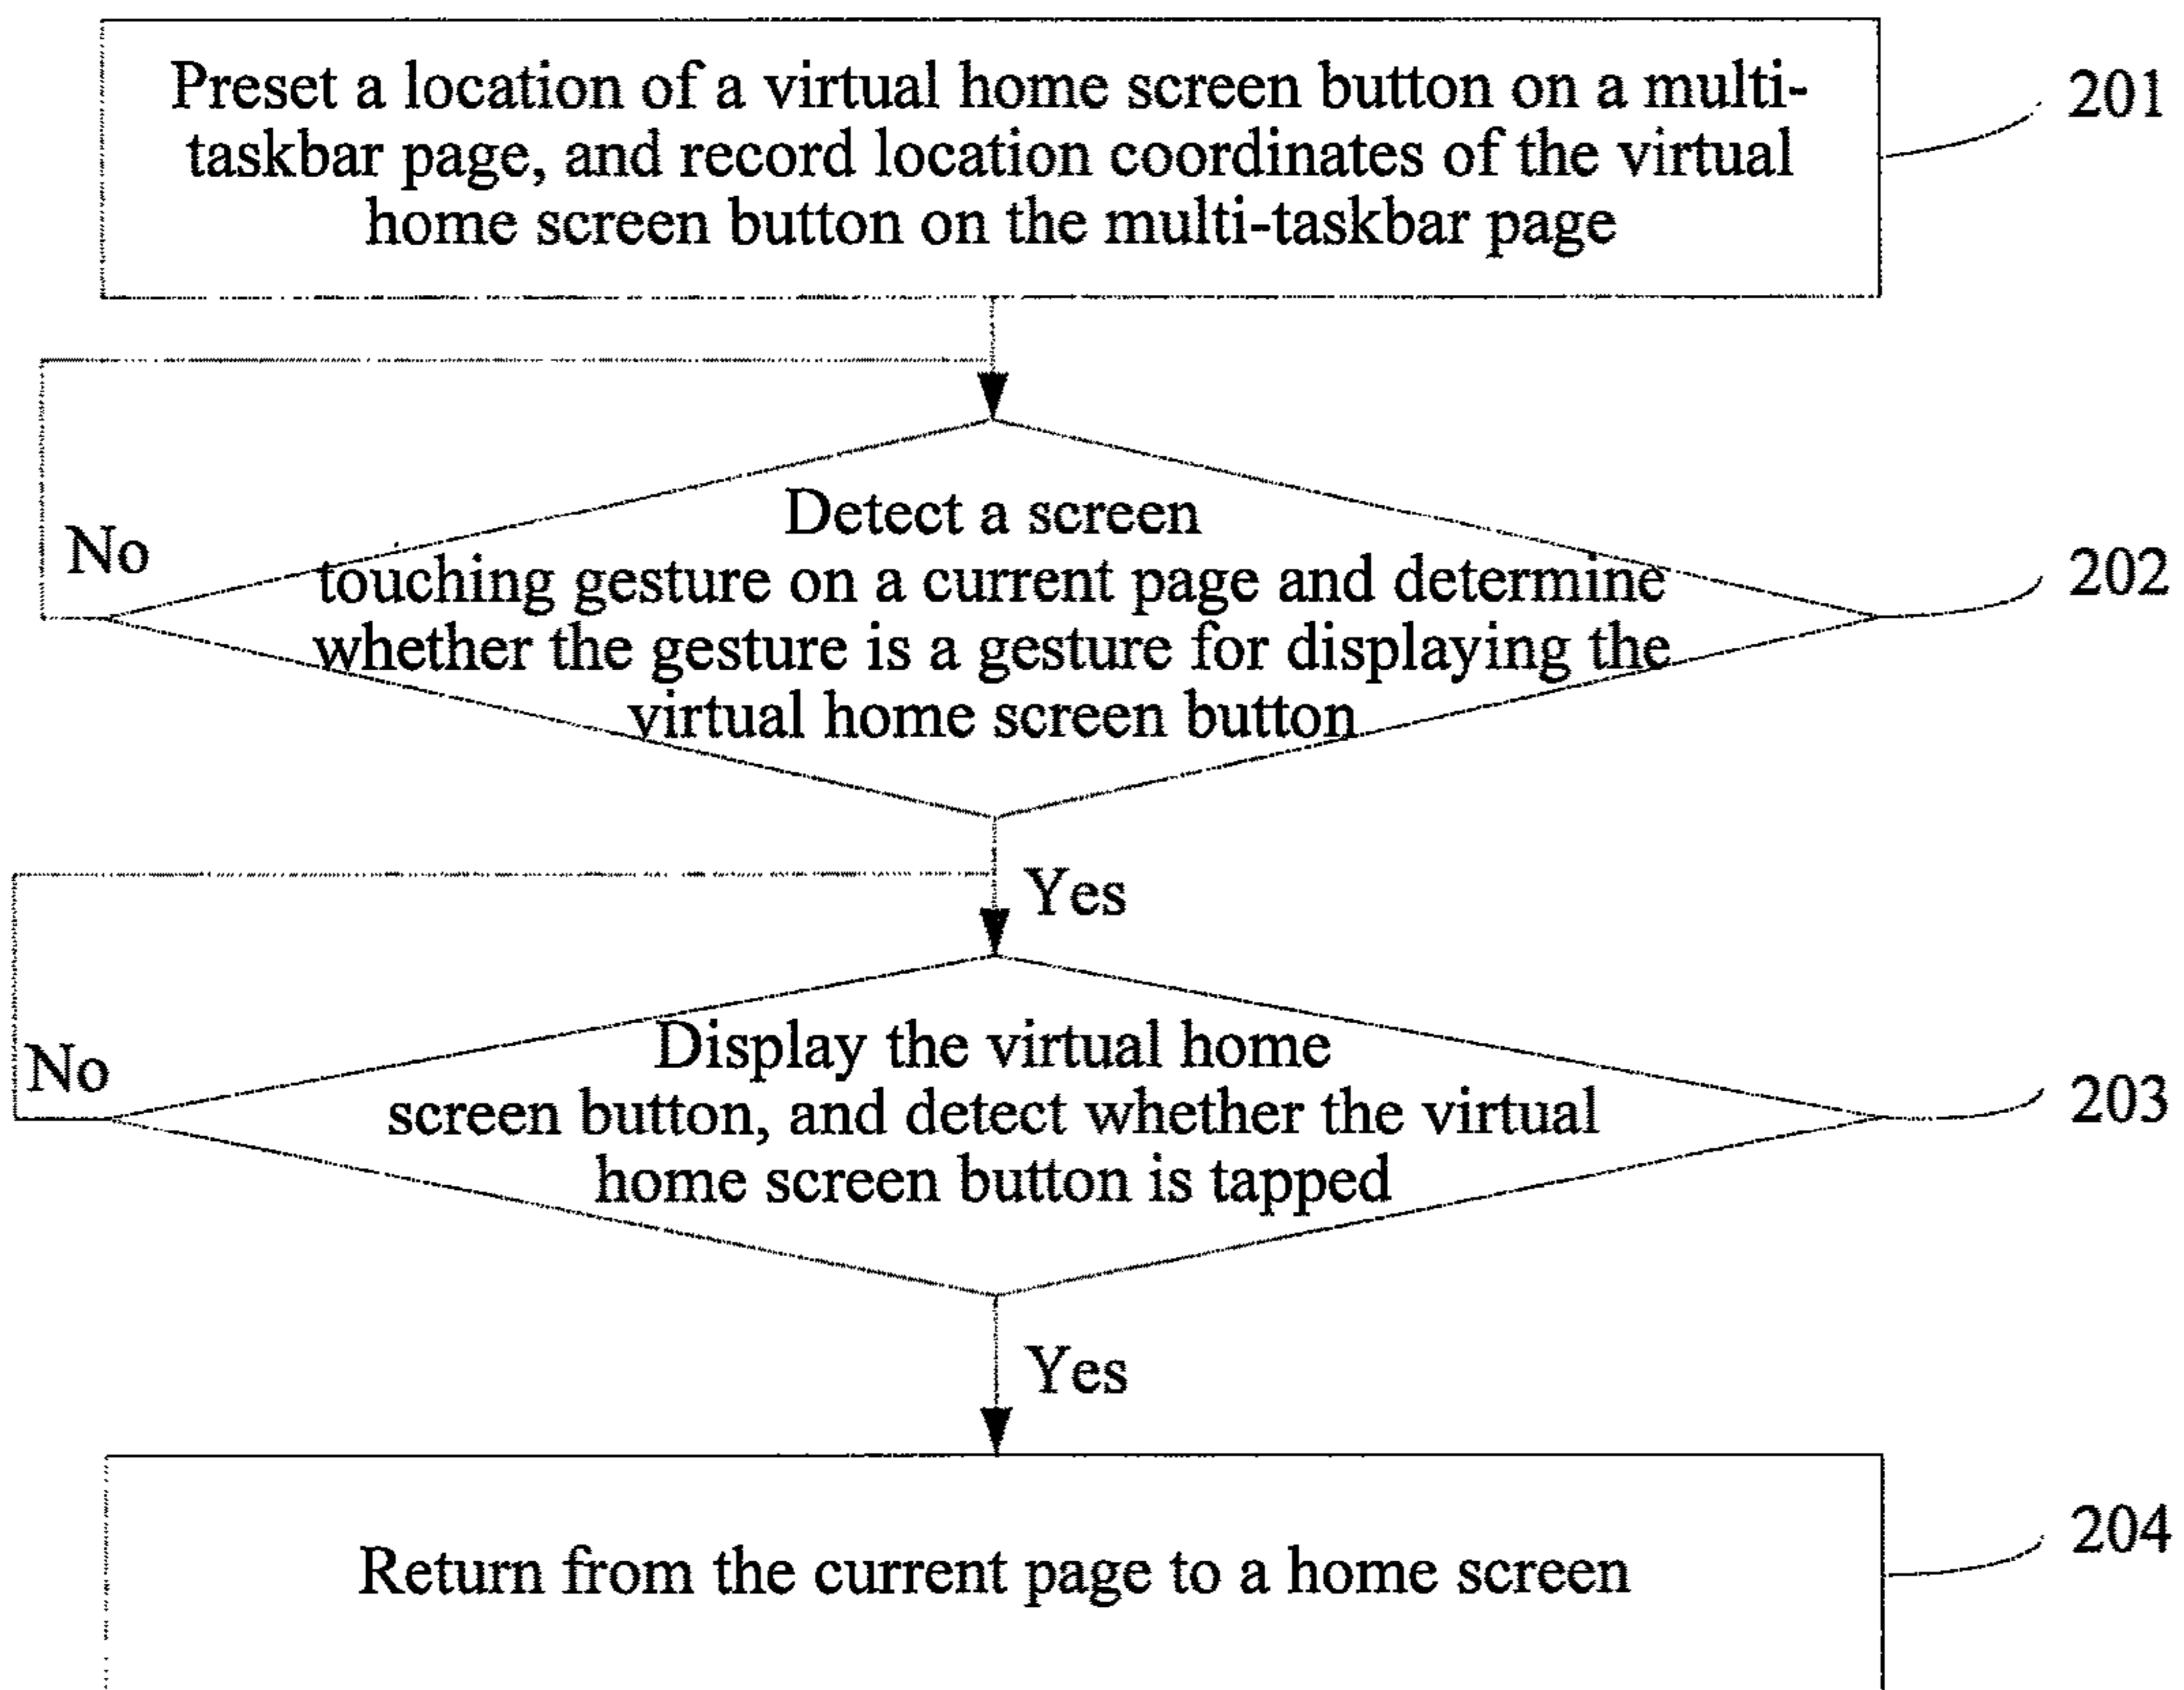 Preset a location of a virtual home screen button on a multi-
taskbar page, and record location coordinates of the virtual
home screen button on the multi-taskbar page
201
Detect a screen
touching gesture on a current page and determine
whether the gesture is a gesture for displaying the
virtual home screen button
No
202
Yes
Display the virtual home
screen button, and detect whether the virtual
home screen button is tapped
No
203
Yes
Return from the current page to a home screen
204